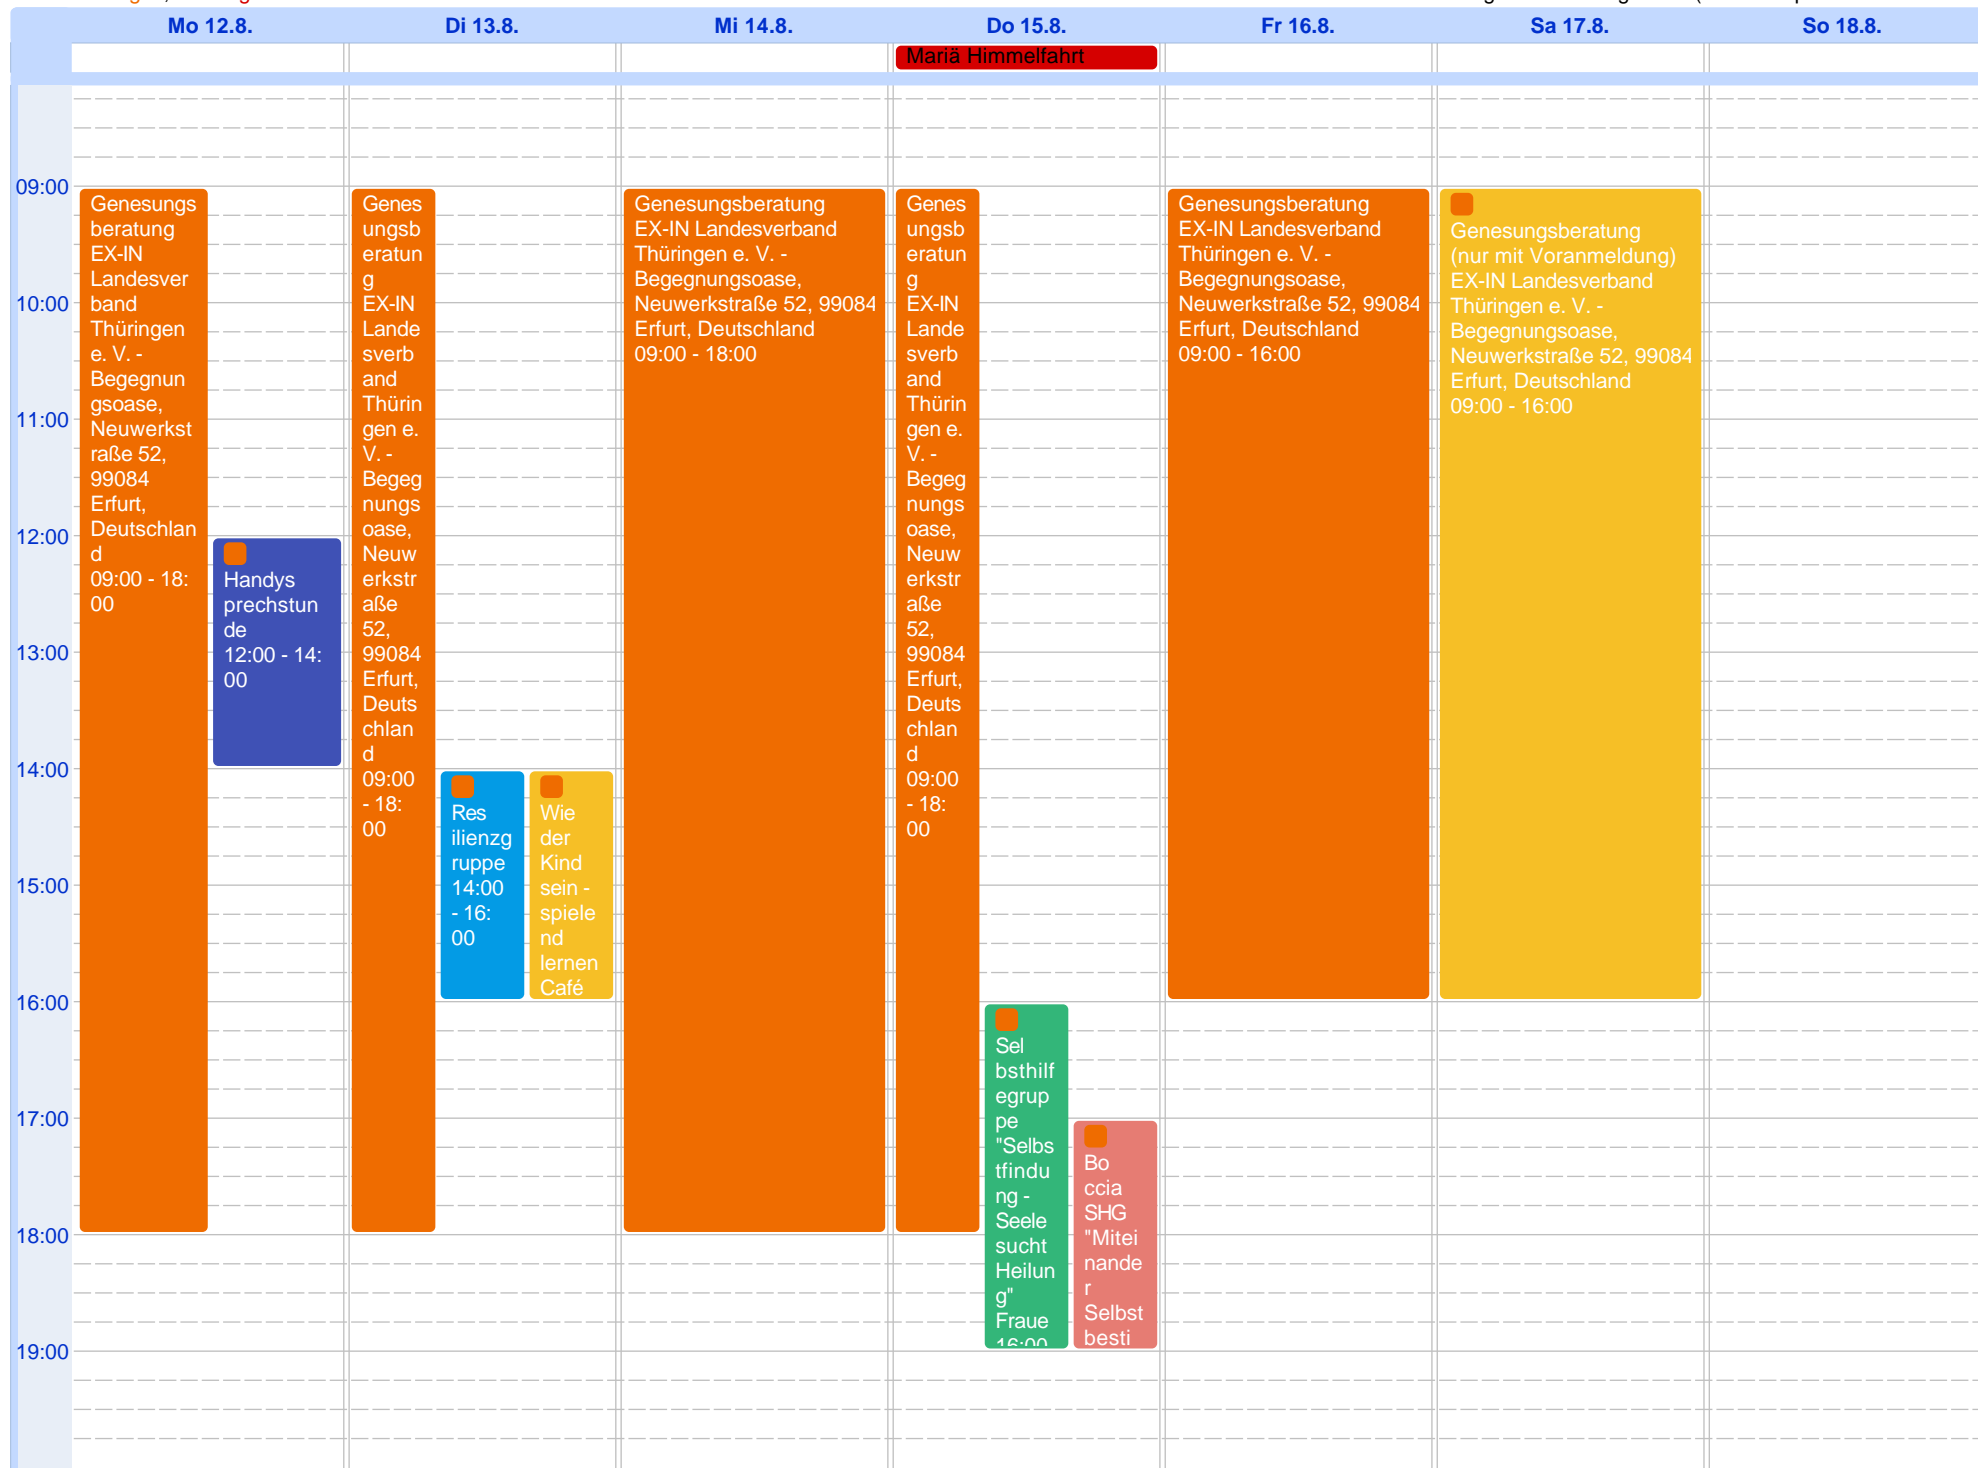 Mo 12.8.
Di 13.8.
Mi 14.8.
Do 15.8.
Fr 16.8.
Sa 17.8.
So 18.8.
Mariä Himmelfahrt
09:00
10:00
11:00
12:00
13:00
14:00
15:00
16:00
17:00
18:00
19:00
Genesungs
beratung
EX-IN
Landesver
band
Thüringen
e. V. -
Begegnun
gsoase,
Neuwerkst
raße 52,
99084
Erfurt,
Deutschlan
d
09:00 - 18:
00
Handys
prechstun
de
12:00 - 14:
00
Genes
ungsb
eratun
g
EX-IN
Lande
sverb
and
Thürin
gen e.
V. -
Begeg
nungs
oase,
Neuw
erkstr
aße
52,
99084
Erfurt,
Deuts
chlan
d
09:00
- 18:
00
Res
ilienzg
ruppe
14:00
- 16:
00
Wie
der
Kind
sein -
spiele
nd
lernen
Café
Genesungsberatung
EX-IN Landesverband
Thüringen e. V. -
Begegnungsoase,
Neuwerkstraße 52, 99084
Erfurt, Deutschland
09:00 - 18:00
Genes
ungsb
eratun
g
EX-IN
Lande
sverb
and
Thürin
gen e.
V. -
Begeg
nungs
oase,
Neuw
erkstr
aße
52,
99084
Erfurt,
Deuts
chlan
d
09:00
- 18:
00
Sel
bsthilf
egrup
pe
"Selbs
tfindu
ng -
Seele
sucht
Heilun
g"
Fraue
16:00
Bo
ccia
SHG
"Mitei
nande
r
Selbst
besti
Genesungsberatung
EX-IN Landesverband
Thüringen e. V. -
Begegnungsoase,
Neuwerkstraße 52, 99084
Erfurt, Deutschland
09:00 - 16:00
Genesungsberatung
(nur mit Voranmeldung)
EX-IN Landesverband
Thüringen e. V. -
Begegnungsoase,
Neuwerkstraße 52, 99084
Erfurt, Deutschland
09:00 - 16:00